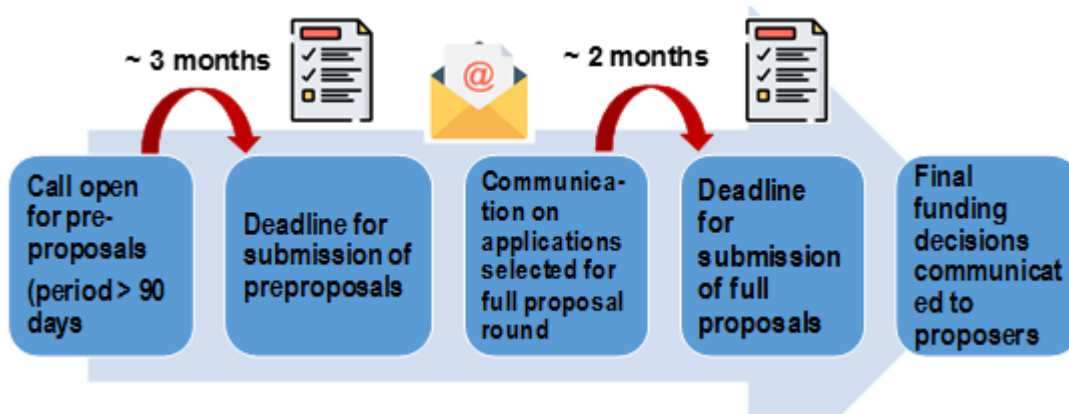 ~ 3 months
@
~ 2 months
Call open
for pre-
proposals
(period > 90
days
Deadline for
submission of
preproposals
Communica-
tion on
applications
selected for
full proposal
round
Deadline
for
submission
of full
proposals
Final
funding
decisions
communicat
ed to
proposers